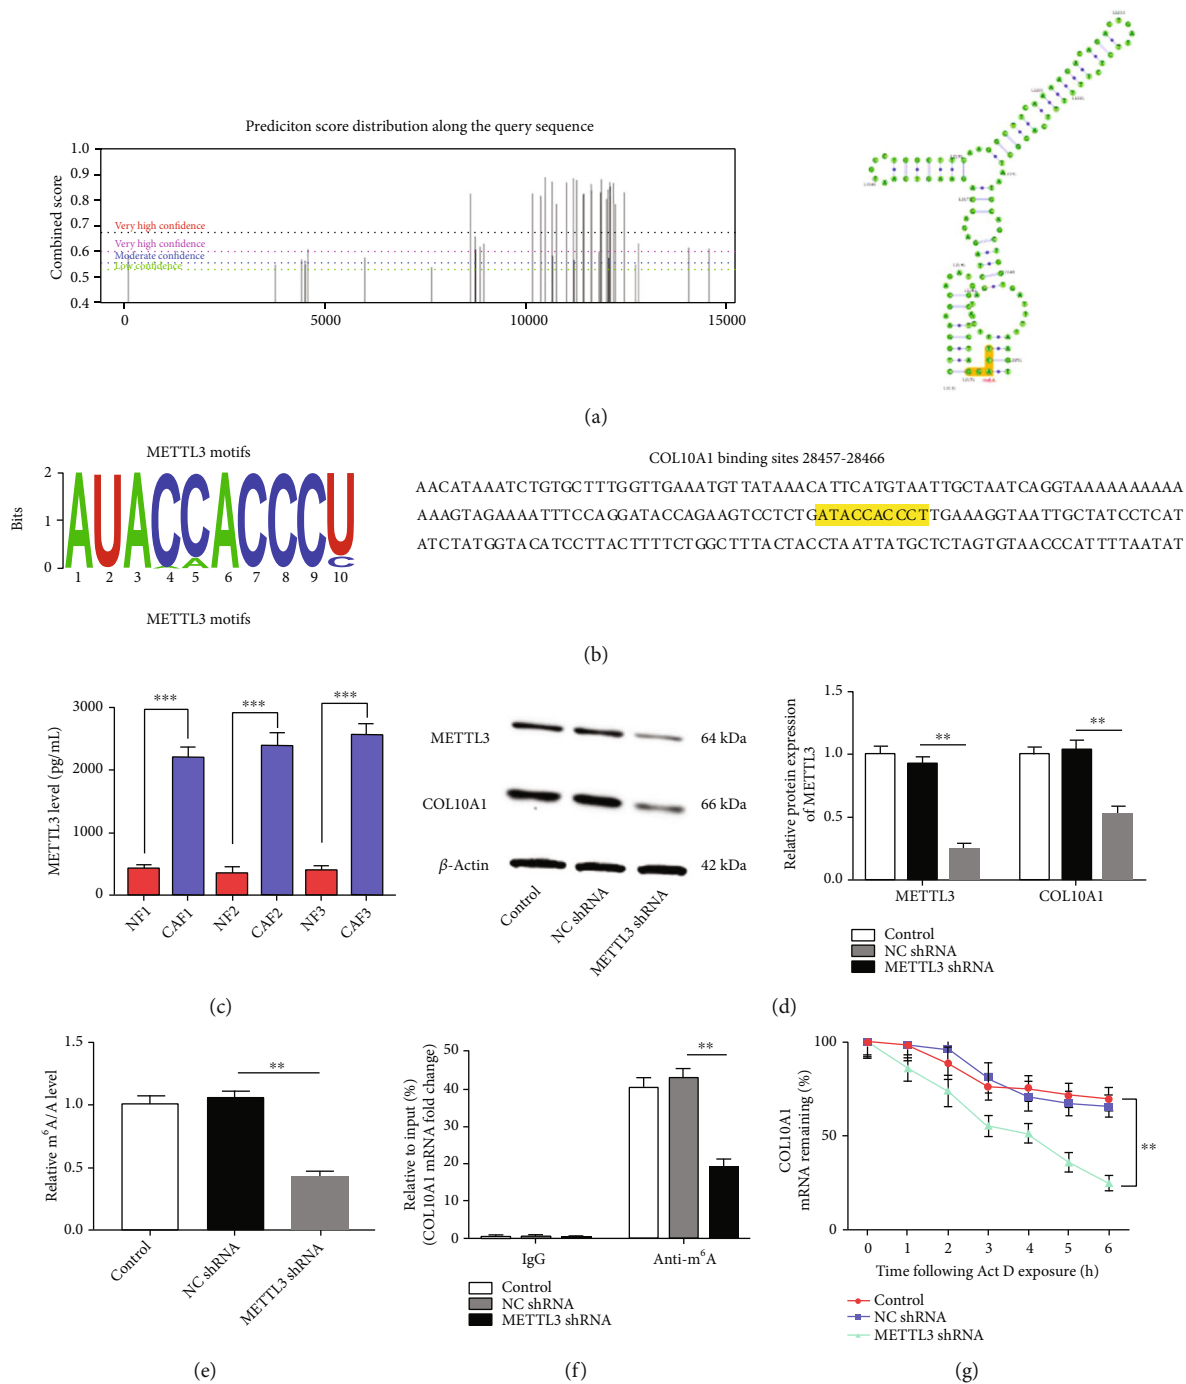 Prediciton score distribution along the query sequence
Combined score
1.0
0.9
0.8
0.7
0.6
0.5
0.4
Very high confidence
Very high confidence
Moderate confidence
Low confidence
0 5000 10000 15000
(a)
METTL3 motifs
Bits
2
1
0
AUACCACCCU
A A C
1 2 3 4 5 6 7 8 9 10
METTL3 motifs
COL10A1 binding sites 28457-28466
AACATAAATCTGTGCTTTGGTTGAAATGTTATAAACATTCATGTAATTGCTAATCAGGTAAAAAAAAAA
AAAGTAGAAAATTTCCAGGATACCAGAAGTCCTCTGATACCACCCTTGAAAGGTAATTGCTATCCTCAT
ATCTATGGTACATCCTTACTTTTCTGGCTTTACTACCTAATTATGCTCTAGTGTAACCCATTTTAATAT
(b)
METTL3 level (pg/mL)
3000
2000
1000
0
*** *** ***
NF1 CAF1 NF2 CAF2 NF3 CAF3
(c)
METTL3 64 kDa
COL10A1 66 kDa
β-Actin 42 kDa
Control NC shRNA METTL3 shRNA
Relative protein expression
of METTL3
1.5
1.0
0.5
0.0
** **
METTL3 COL10A1
Control
NC shRNA
METTL3 shRNA
(d)
Relative m⁶A/A level
1.5
1.0
0.5
0.0
**
Control NC shRNA METTL3 shRNA
(e)
Relative to input (%)
(COL10A1 mRNA fold change)
50
40
30
20
10
0
**
IgG Anti-m⁶A
Control
NC shRNA
METTL3 shRNA
(f)
COL10A1
mRNA remaining (%)
100
50
0
**
0 1 2 3 4 5 6
Time following Act D exposure (h)
Control
NC shRNA
METTL3 shRNA
(g)